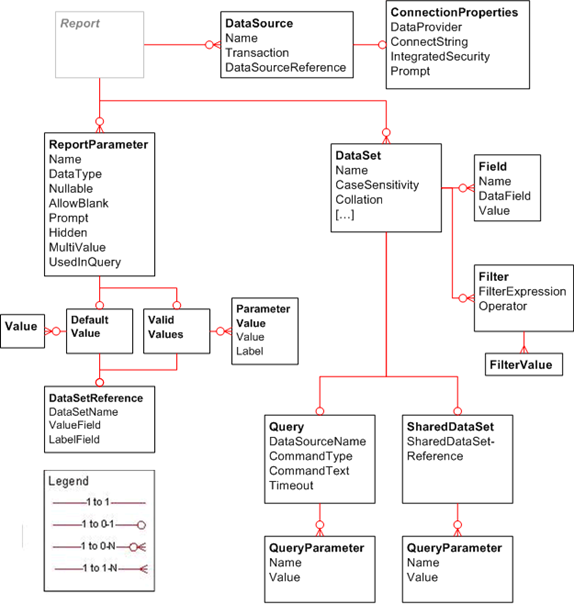 Report
DataSource
Name
Transaction
DataSourceReference
ConnectionProperties
DataProvider
ConnectString
IntegratedSecurity
Prompt
ReportParameter
Name
DataType
Nullable
AllowBlank
Prompt
Hidden
MultiValue
UsedInQuery
DataSet
Name
CaseSensitivity
Collation
[...]
Field
Name
DataField
Value
Filter
FilterExpression
Operator
FilterValue
Value
Default
Value
Valid
Values
Parameter
Value
Value
Label
DataSetReference
DataSetName
ValueField
LabelField
Query
DataSourceName
CommandType
CommandText
Timeout
SharedDataSet
SharedDataSet-
Reference
QueryParameter
Name
Value
QueryParameter
Name
Value
Legend
1 to 1
1 to 0-1
1 to 0-N
1 to 1-N